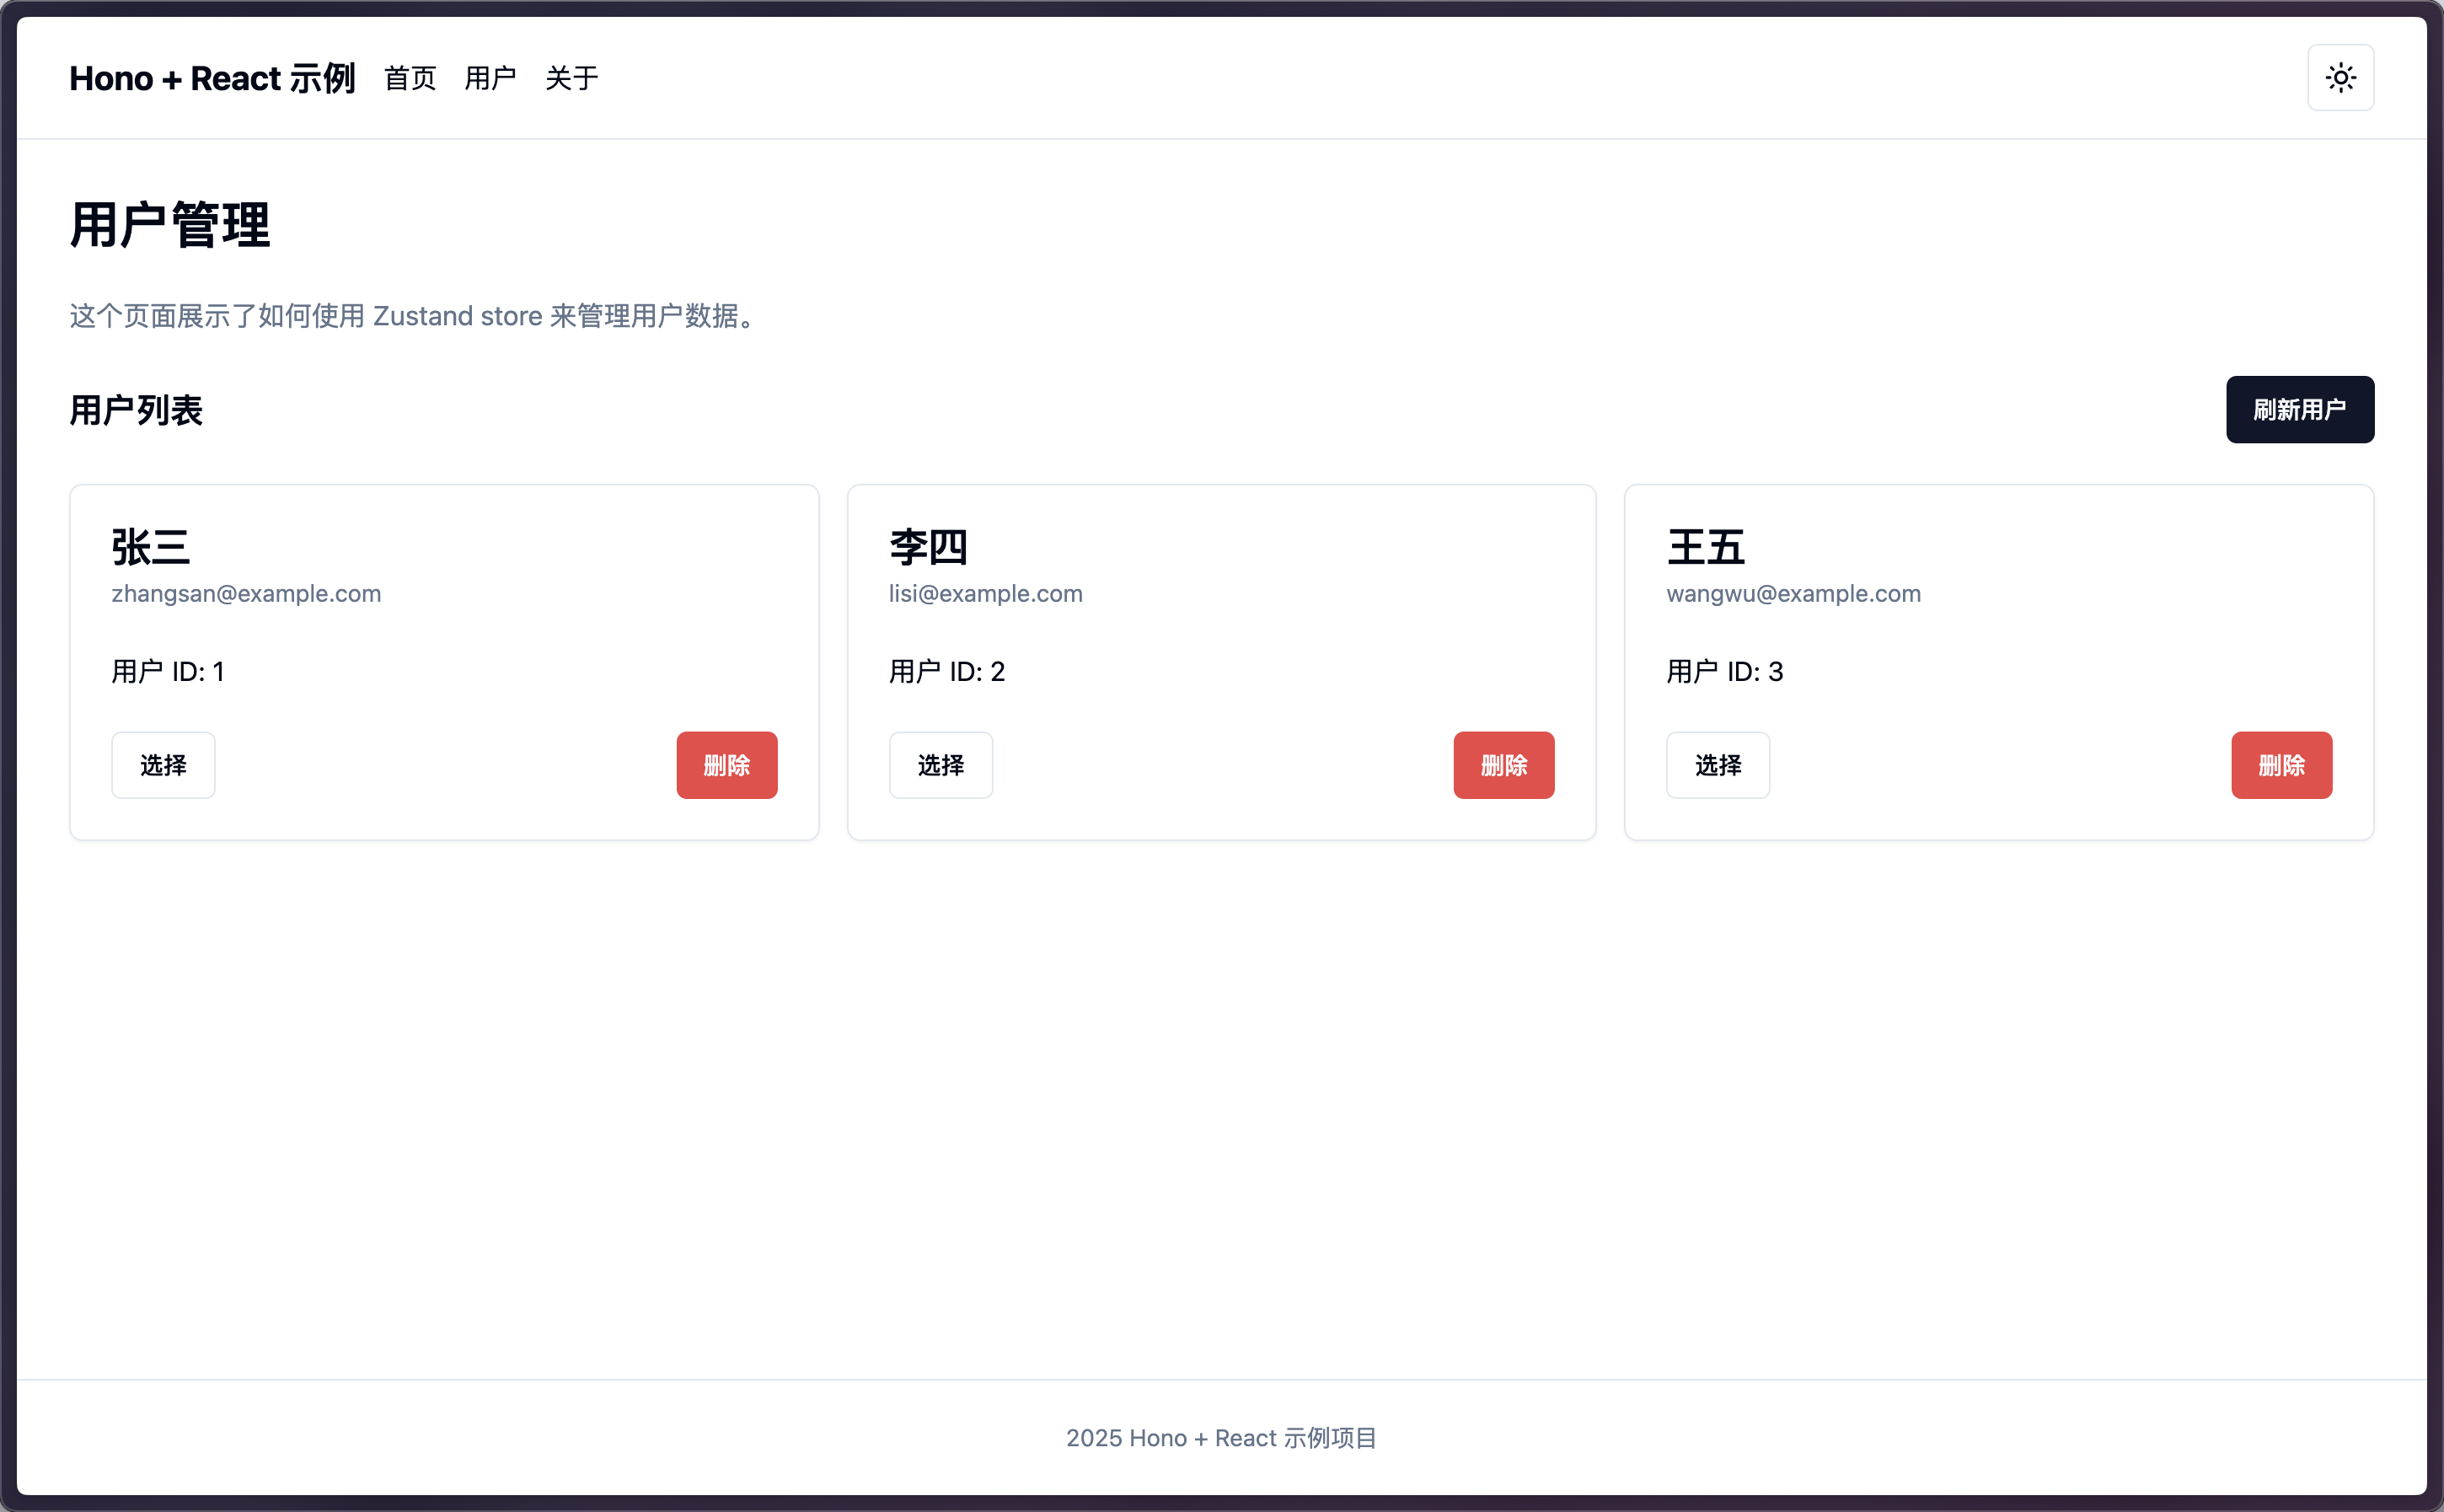 Hono + React 示例 首页 用户 关于
用户管理
这个页面展示了如何使用 Zustand store 来管理用户数据。
用户列表 刷新用户
张三
zhangsan@example.com
用户 ID: 1
选择 删除
李四
lisi@example.com
用户 ID: 2
选择 删除
王五
wangwu@example.com
用户 ID: 3
选择 删除
2025 Hono + React 示例项目